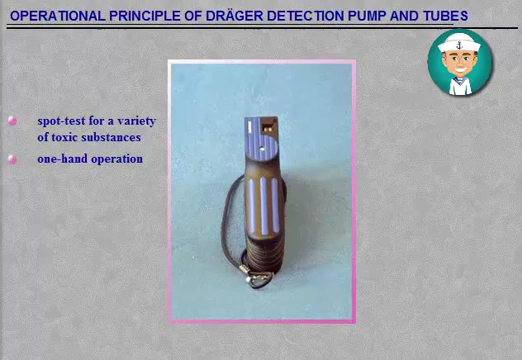 OPERATIONAL PRINCIPLE OF DRÄGER DETECTION PUMP AND TUBES
spot-test for a variety
of toxic substances
one-hand operation